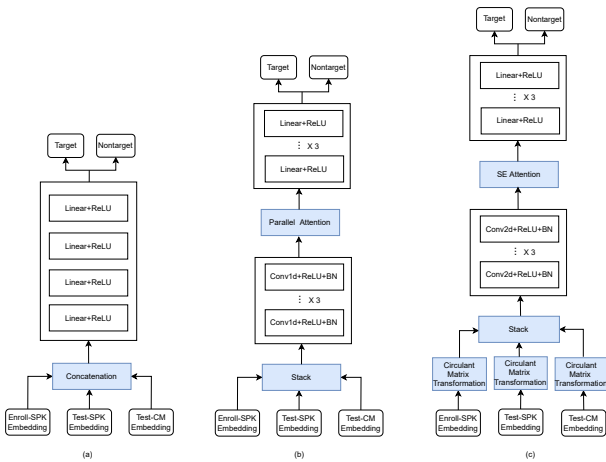 Target
Nontarget
Linear+ReLU
Linear+ReLU
Linear+ReLU
Linear+ReLU
Concatenation
Enroll-SPK
Embedding
Test-SPK
Embedding
Test-CM
Embedding
(a)
Target
Nontarget
Linear+ReLU
⋮ X 3
Linear+ReLU
Parallel Attention
Conv1d+ReLU+BN
⋮ X 3
Conv1d+ReLU+BN
Stack
Enroll-SPK
Embedding
Test-SPK
Embedding
Test-CM
Embedding
(b)
Target
Nontarget
Linear+ReLU
⋮ X 3
Linear+ReLU
SE Attention
Conv2d+ReLU+BN
⋮ X 3
Conv2d+ReLU+BN
Stack
Circulant
Matrix
Transformation
Circulant
Matrix
Transformation
Circulant
Matrix
Transformation
Enroll-SPK
Embedding
Test-SPK
Embedding
Test-CM
Embedding
(c)